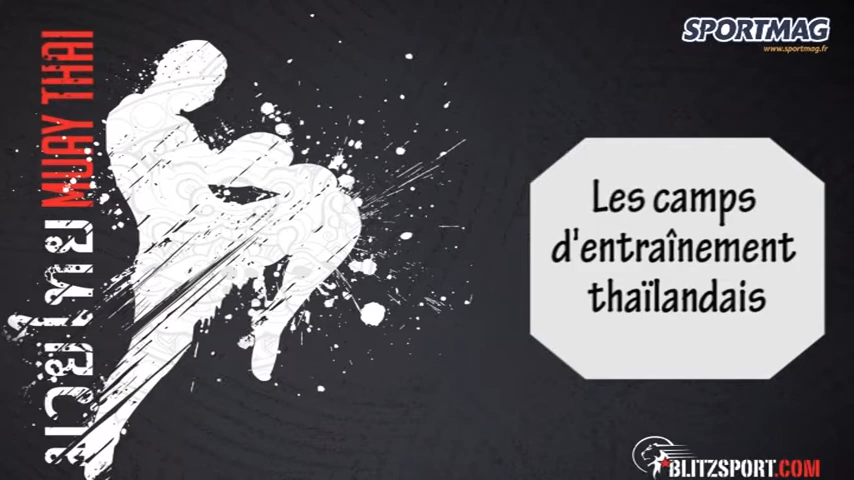 SPORTMAG
www.sportmag.fr
มวยไทย MUAY THAI
Les camps
d'entraînement
thaïlandais
BLITZSPORT.COM